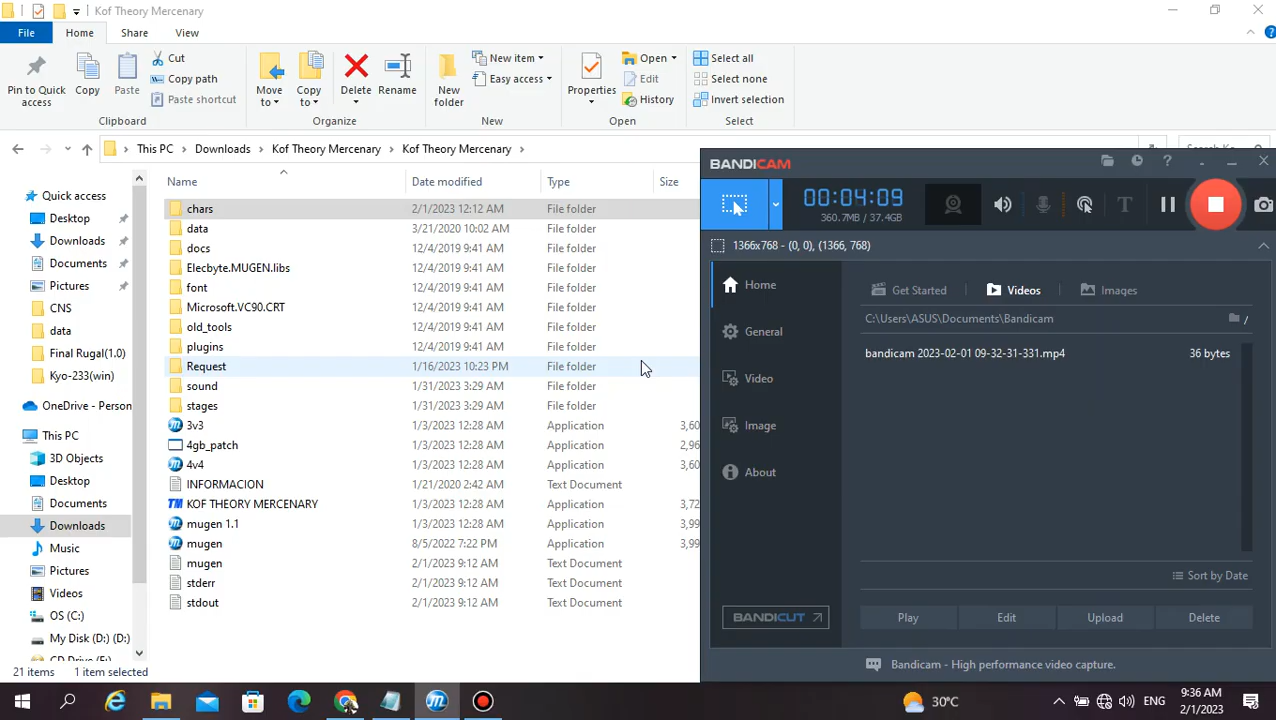 Kof Theory Mercenary
File Home Share View
Pin to Quick access
Copy
Paste
Cut
Copy path
Paste shortcut
Clipboard
Move to
Copy to
Delete
Rename
Organize
New folder
New item
Easy access
New
Properties
Open
Edit
History
Open
Select all
Select none
Invert selection
Select
This PC > Downloads > Kof Theory Mercenary > Kof Theory Mercenary >
Name Date modified Type Size
Quick access
Desktop
Downloads
Documents
Pictures
CNS
data
Final Rugal(1.0)
Kyo-233(win)
OneDrive - Person
This PC
3D Objects
Desktop
Documents
Downloads
Music
Pictures
Videos
OS (C:)
My Disk (D:) (D:)
CD Drive (F:)
chars 2/1/2023 12:12 AM File folder
data 3/21/2020 10:02 AM File folder
docs 12/4/2019 9:41 AM File folder
Elecbyte.MUGEN.libs 12/4/2019 9:41 AM File folder
font 12/4/2019 9:41 AM File folder
Microsoft.VC90.CRT 12/4/2019 9:41 AM File folder
old_tools 12/4/2019 9:41 AM File folder
plugins 12/4/2019 9:41 AM File folder
Request 1/16/2023 10:23 PM File folder
sound 1/31/2023 3:29 AM File folder
stages 1/31/2023 3:29 AM File folder
3v3 1/3/2023 12:28 AM Application 3,60
4gb_patch 1/3/2023 12:28 AM Application 2,96
4v4 1/3/2023 12:28 AM Application 3,60
INFORMACION 1/21/2020 2:42 AM Text Document
TM KOF THEORY MERCENARY 1/3/2023 12:28 AM Application 3,72
mugen 1.1 1/3/2023 12:28 AM Application 3,99
mugen 8/5/2022 7:22 PM Application 3,99
mugen 2/1/2023 9:12 AM Text Document
stderr 2/1/2023 9:12 AM Text Document
stdout 2/1/2023 9:12 AM Text Document
21 items 1 item selected
BANDICAM
00:04:09
360.7MB / 37.4GB
1366x768 - (0, 0), (1366, 768)
Home
General
Video
Image
About
BANDICUT
Get Started Videos Images
C:\Users\ASUS\Documents\Bandicam
bandicam 2023-02-01 09-32-31-331.mp4 36 bytes
Sort by Date
Play Edit Upload Delete
Bandicam - High performance video capture.
30°C
ENG
9:36 AM
2/1/2023